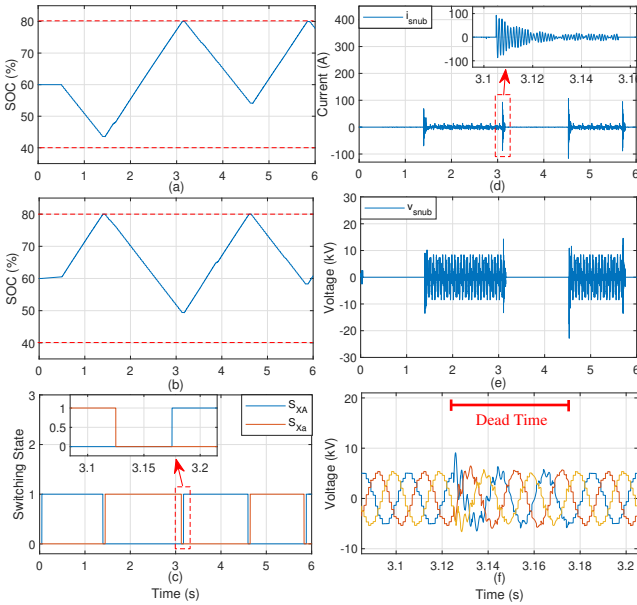 80
70
60
50
40
SOC (%)
0 1 2 3 4 5 6
(a)
80
70
60
50
40
SOC (%)
0 1 2 3 4 5 6
(b)
3
2
1
0
Switching State
1
0.5
0
3.1 3.15 3.2
S_XA
S_Xa
0 1 2 3 4 5 6
(c)
Time (s)
400
300
200
100
0
-100
Current (A)
i_snub
100
0
-100
3.10 3.12 3.14 3.16
0 1 2 3 4 5 6
(d)
30
20
10
0
-10
-20
-30
Voltage (kV)
v_snub
0 1 2 3 4 5 6
(e)
20
10
0
-10
Voltage (kV)
Dead Time
3.1 3.12 3.14 3.16 3.18 3.2
(f)
Time (s)